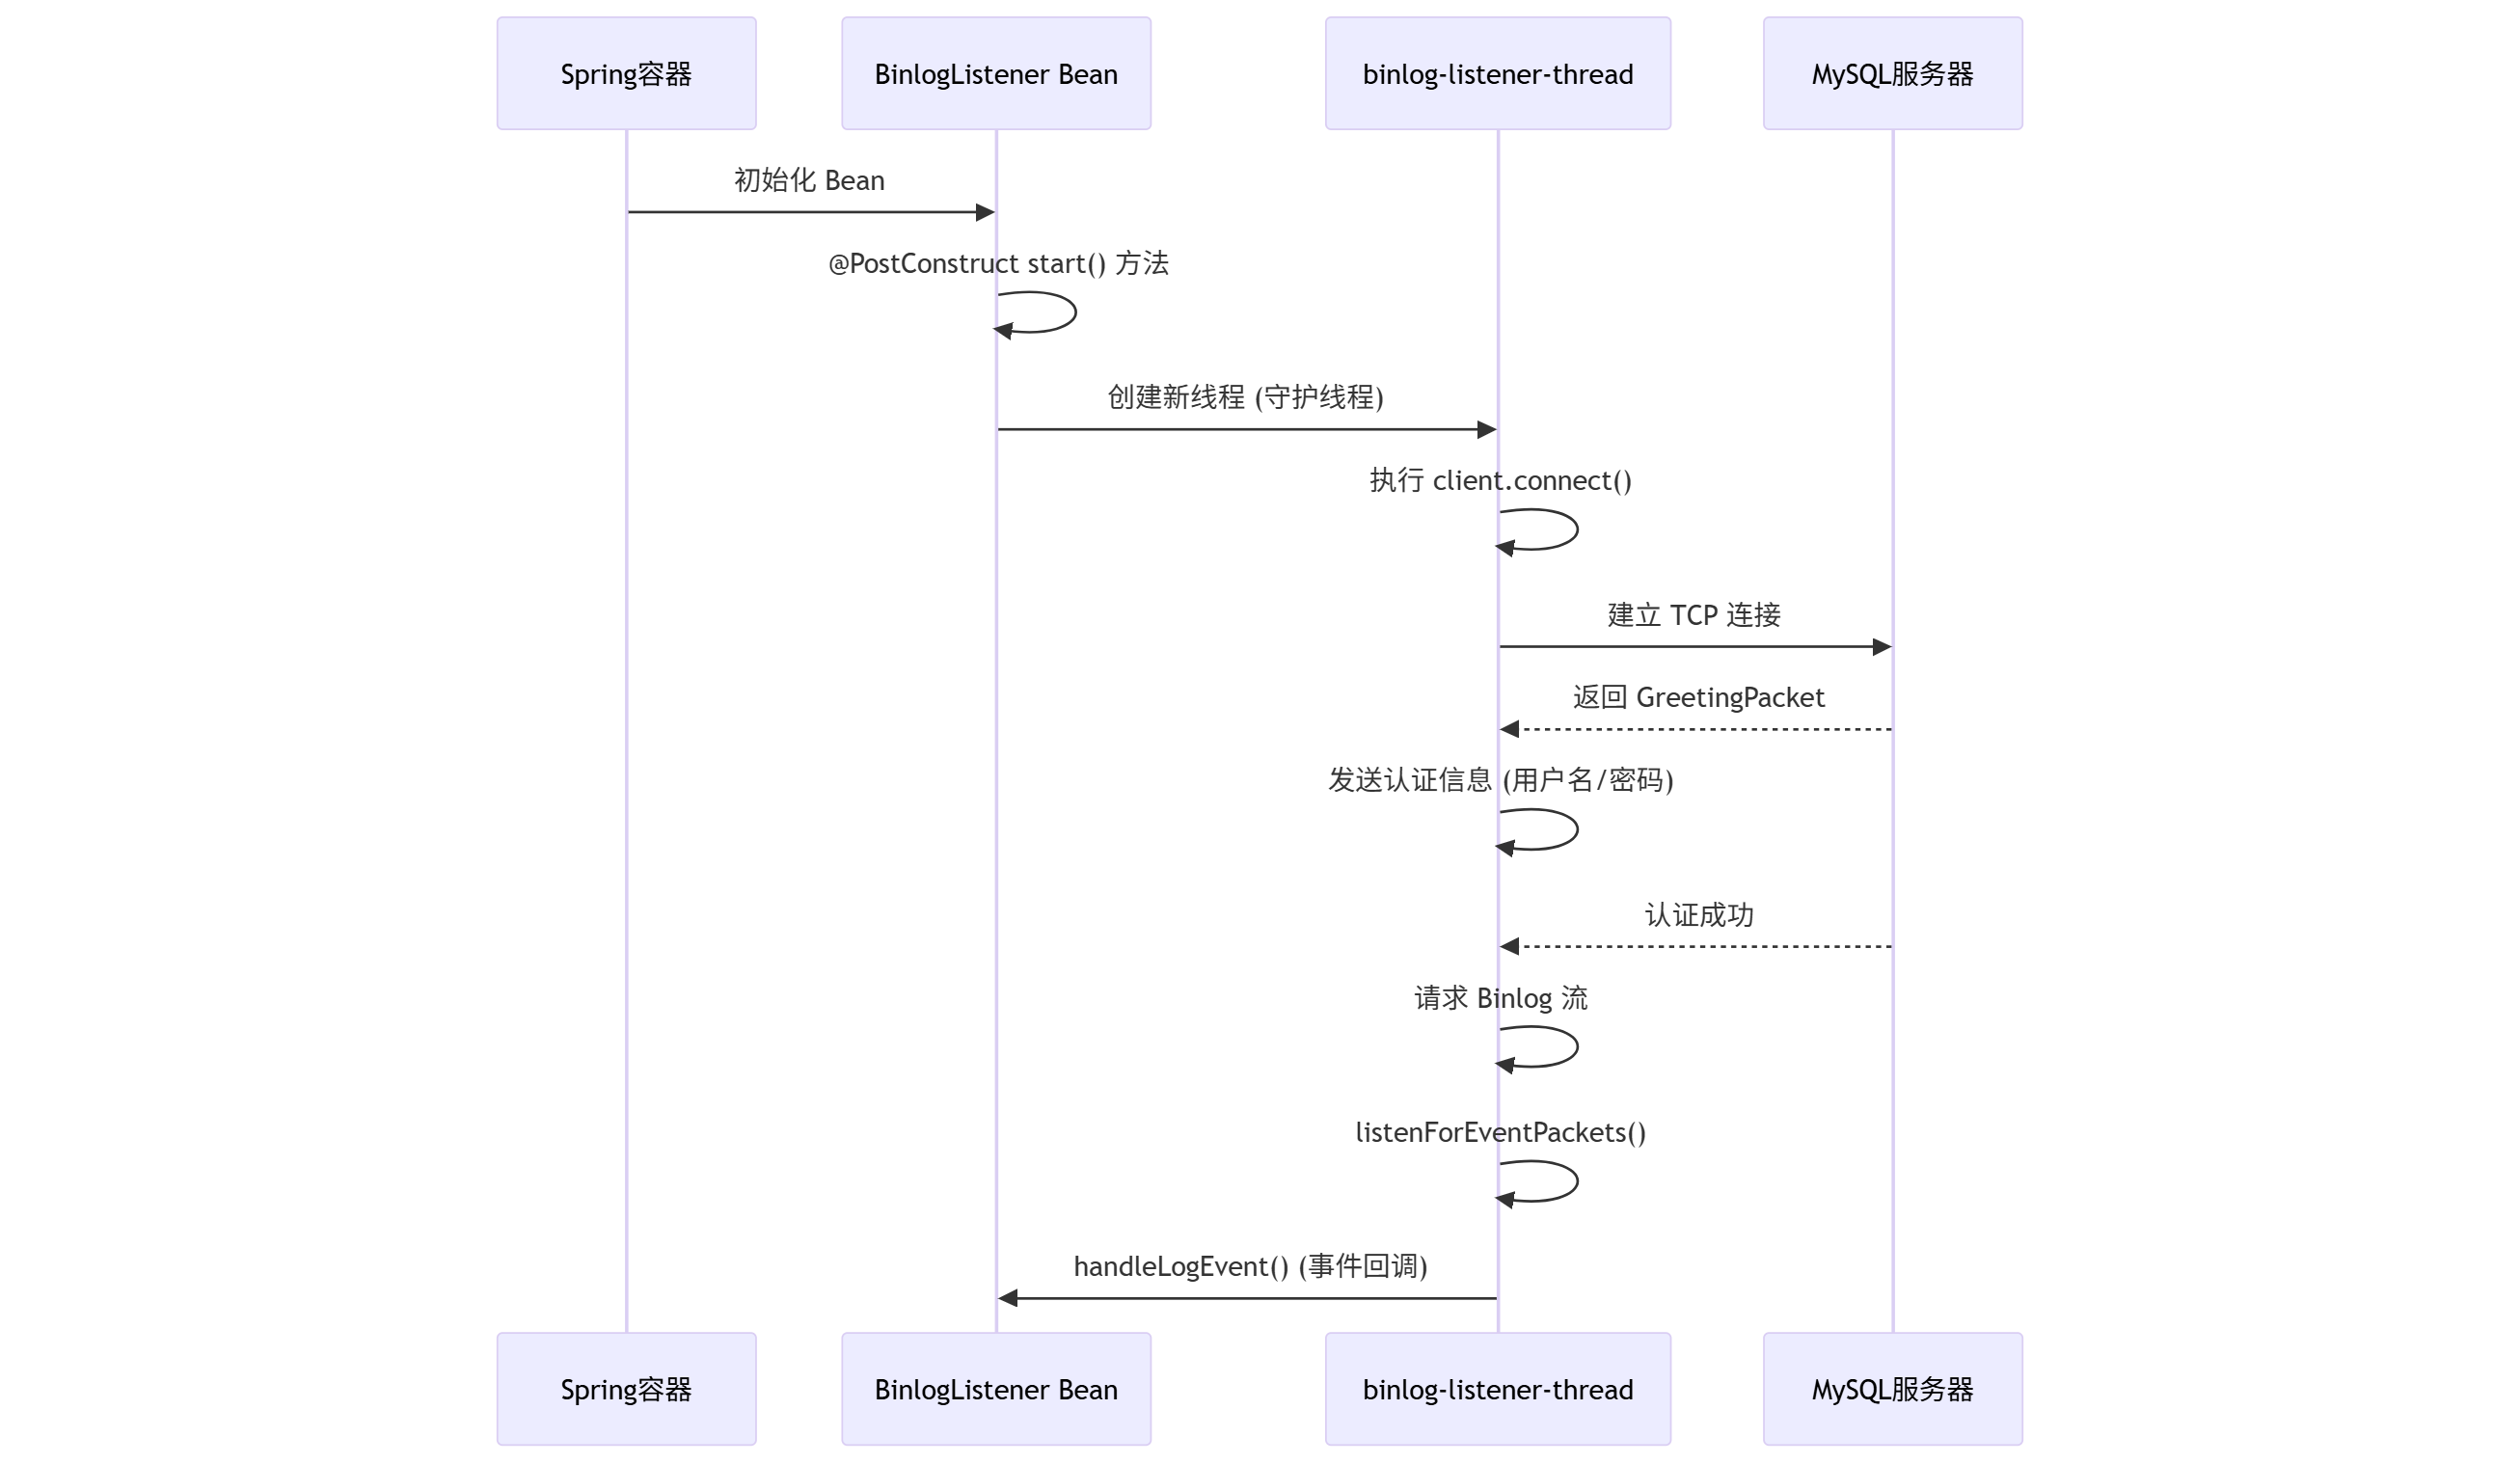 Spring容器
BinlogListener Bean
binlog-listener-thread
MySQL服务器
初始化 Bean
@PostConstruct start() 方法
创建新线程 (守护线程)
执行 client.connect()
建立 TCP 连接
返回 GreetingPacket
发送认证信息 (用户名/密码)
认证成功
请求 Binlog 流
listenForEventPackets()
handleLogEvent() (事件回调)
Spring容器
BinlogListener Bean
binlog-listener-thread
MySQL服务器